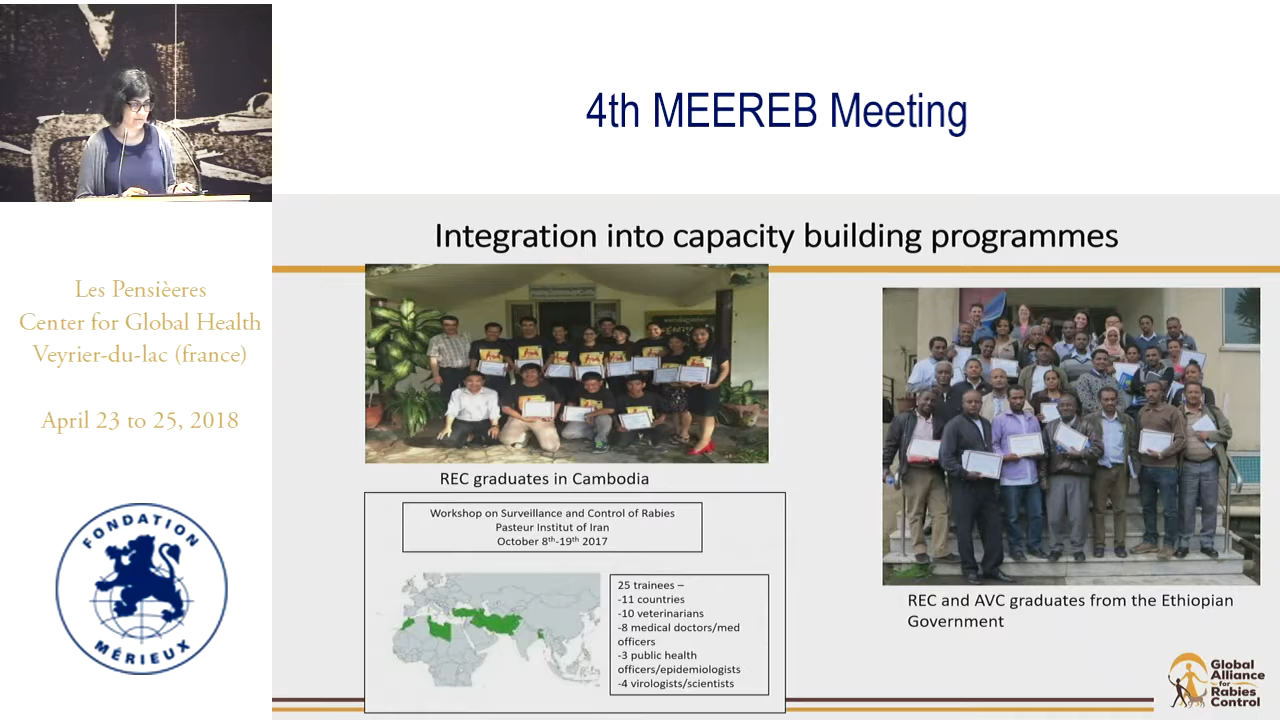 4th MEEREB Meeting
Les Pensièeres
Center for Global Health
Veyrier-du-lac (france)
April 23 to 25, 2018
FONDATION
MÉRIEUX
Integration into capacity building programmes
REC graduates in Cambodia
Workshop on Surveillance and Control of Rabies
Pasteur Institut of Iran
October 8th-19th 2017
25 trainees –
-11 countries
-10 veterinarians
-8 medical doctors/med
officers
-3 public health
officers/epidemiologists
-4 virologists/scientists
REC and AVC graduates from the Ethiopian
Government
Global
Alliance
for
Rabies
Control